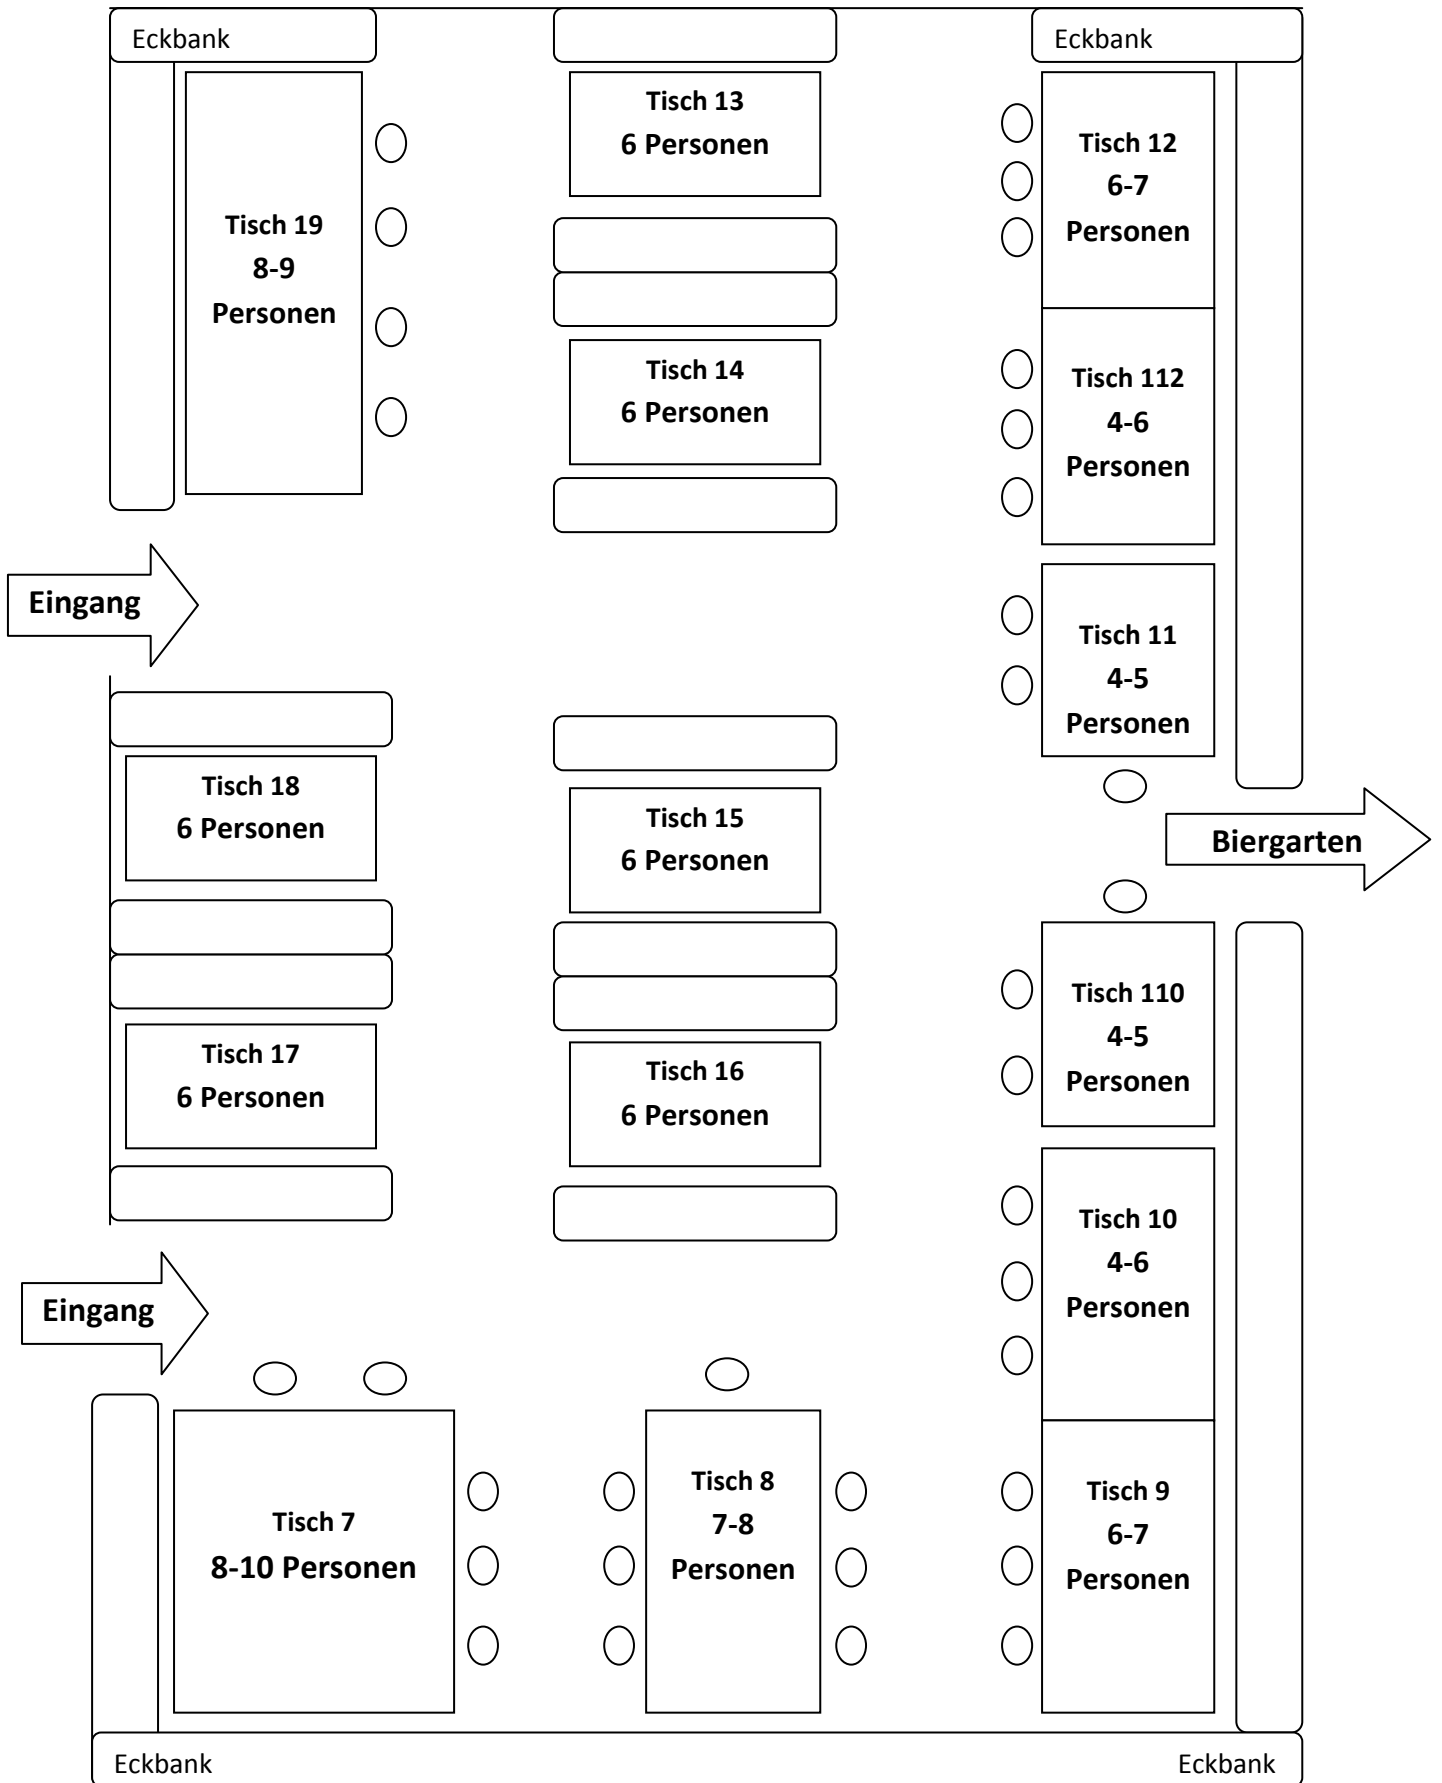 Eckbank
Eckbank
Tisch 13
6 Personen
Tisch 12
6-7
Personen
Tisch 19
8-9
Personen
Tisch 14
6 Personen
Tisch 112
4-6
Personen
Eingang
Tisch 11
4-5
Personen
Tisch 18
6 Personen
Tisch 15
6 Personen
Biergarten
Tisch 17
6 Personen
Tisch 16
6 Personen
Tisch 110
4-5
Personen
Tisch 10
4-6
Personen
Eingang
Tisch 7
8-10 Personen
Tisch 8
7-8
Personen
Tisch 9
6-7
Personen
Eckbank
Eckbank